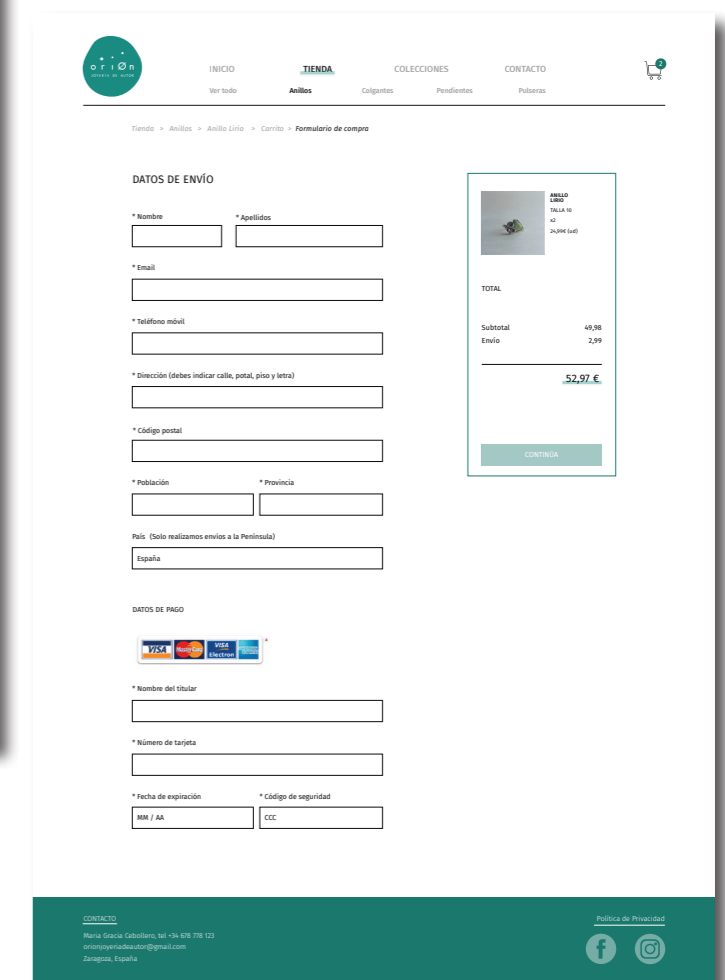 oriØn
JOYERÍA DE AUTOR
INICIO
TIENDA
COLECCIONES
CONTACTO
2
Ver todo
Anillos
Colgantes
Pendientes
Pulseras
Tienda > Anillos > Anillo Lirio > Carrito > Formulario de compra
DATOS DE ENVÍO
* Nombre
* Apellidos
* Email
* Teléfono móvil
* Dirección (debes indicar calle, potal, piso y letra)
* Código postal
* Población
* Provincia
País (Solo realizamos envíos a la Península)
España
DATOS DE PAGO
VISA
MasterCard
VISA
Electron
*
* Nombre del titular
* Número de tarjeta
* Fecha de expiración
* Código de seguridad
MM / AA
CCC
ANILLO
LIRIO
TALLA 10
x2
24,99€ (ud)
TOTAL
Subtotal 49,98
Envío 2,99
52,97 €
CONTINÚA
CONTACTO
Maria Gracia Cebollero, tel +34 678 778 123
orionjoyeriadeautor@gmail.com
Zaragoza, España
Política de Privacidad